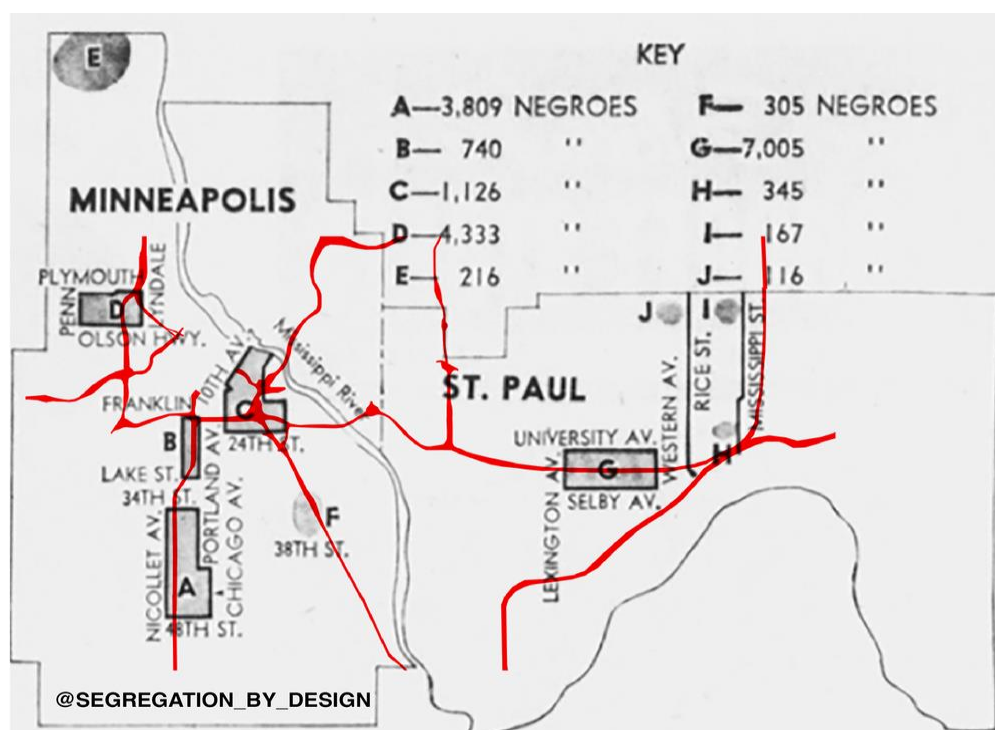 E
KEY
A—3,809 NEGROES
F— 305 NEGROES
B— 740 "
G—7,005 "
C—1,126 "
H— 345 "
D—4,333 "
I— 167 "
E— 216 "
J— 116 "
MINNEAPOLIS
PLYMOUTH
PENN
LYNDALE
D
OLSON HWY.
10TH AV.
Mississippi River
J
I
RICE ST.
MISSISSIPPI ST.
WESTERN AV.
ST. PAUL
FRANKLIN
C
24TH ST.
B
UNIVERSITY AV.
H
G
LAKE ST.
PORTLAND AV.
34TH ST.
SELBY AV.
LEXINGTON AV.
F
38TH ST.
NICOLLET AV.
CHICAGO AV.
A
48TH ST.
@SEGREGATION_BY_DESIGN